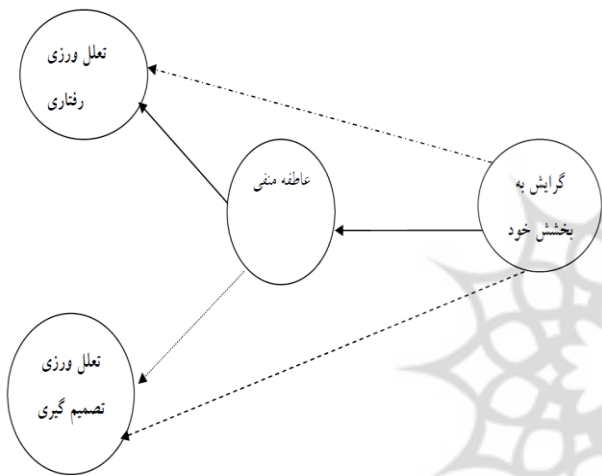 تعلل ورزی
رفتاری
عاطفه منفی
گرایش به
بخشش خود
تعلل ورزی
تصمیم گیری